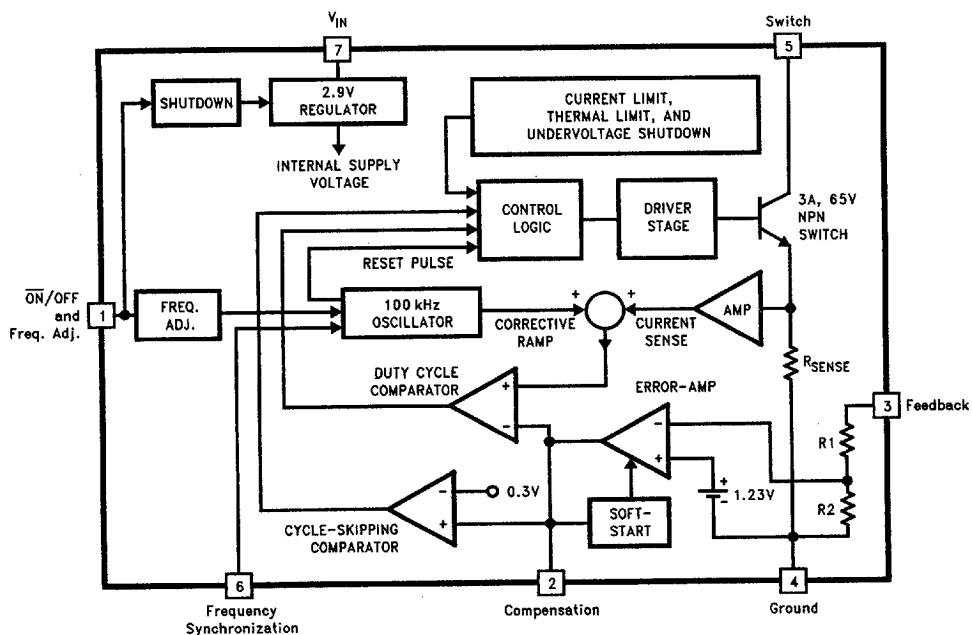 V_IN
Switch
7
5
SHUTDOWN
2.9V
REGULATOR
CURRENT LIMIT,
THERMAL LIMIT, AND
UNDERVOLTAGE SHUTDOWN
INTERNAL SUPPLY
VOLTAGE
CONTROL
LOGIC
DRIVER
STAGE
3A, 65V
NPN
SWITCH
RESET PULSE
O̅N̅/OFF
and
Freq. Adj.
1
FREQ.
ADJ.
100 kHz
OSCILLATOR
+
+
CORRECTIVE
RAMP
CURRENT
SENSE
AMP
R_SENSE
DUTY CYCLE
COMPARATOR
+
−
ERROR-AMP
−
+
3
Feedback
R1
+
−
1.23V
R2
−
0.3V
+
CYCLE-SKIPPING
COMPARATOR
SOFT-
START
6
2
4
Frequency
Synchronization
Compensation
Ground